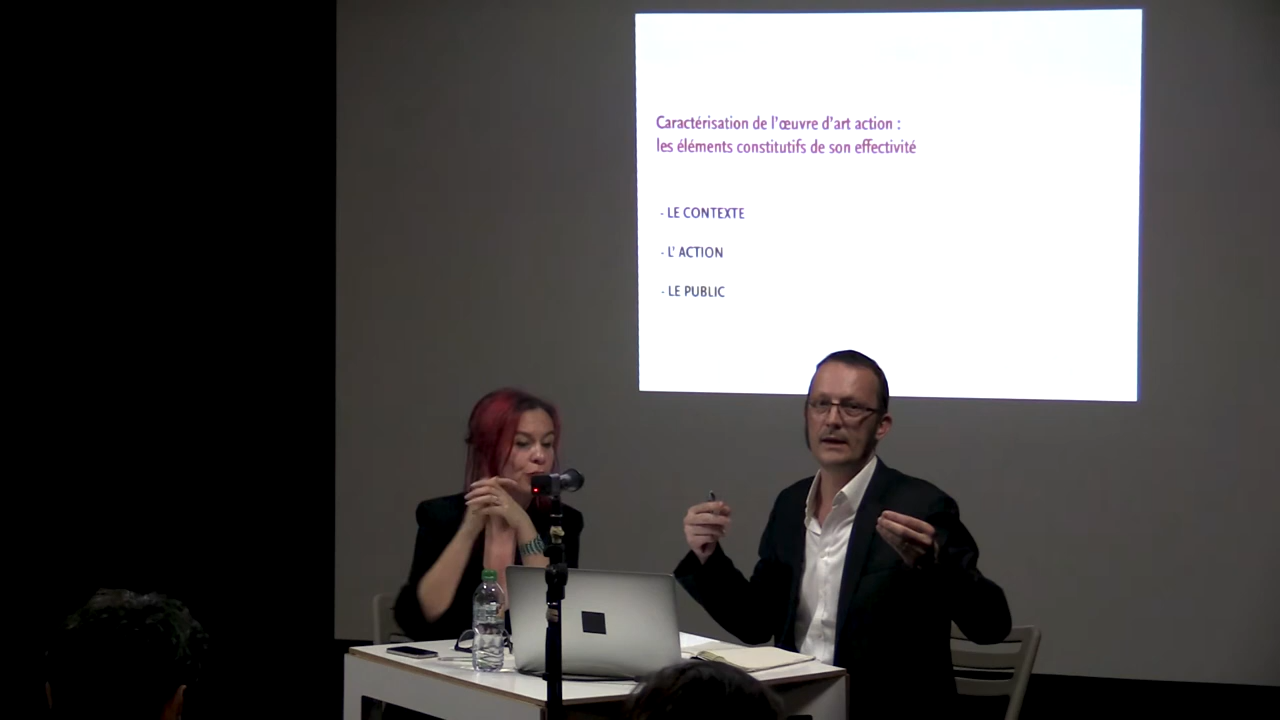 Caractérisation de l'œuvre d'art action :
les éléments constitutifs de son effectivité
- LE CONTEXTE
- L' ACTION
- LE PUBLIC